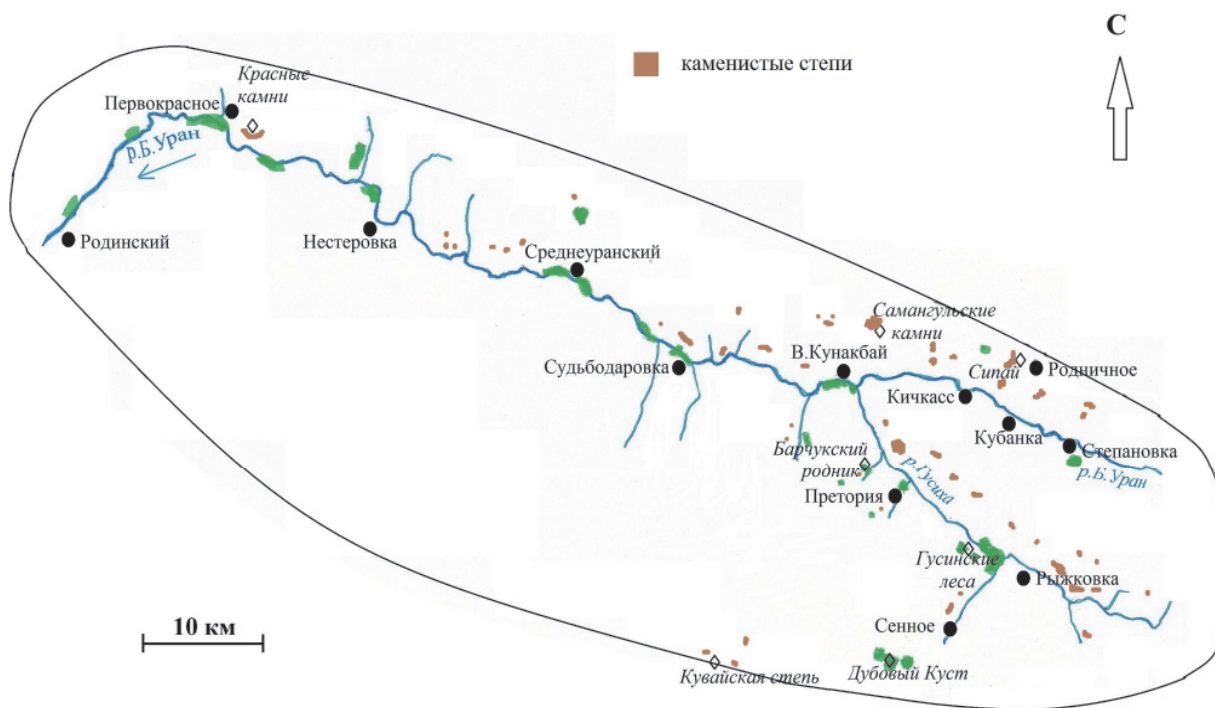 С
каменистые степи
Красные
камни
Первокрасное
р.Б.Уран
Родинский
Нестеровка
Среднеуранский
Самангульские
камни
В.Кунакбай
Судьбодаровка
Сипай
Родничное
Кичкасс
Кубанка
Степановка
р.Б.Уран
Барчукский
родник
р.Гусиха
Претория
Гусинские
леса
Рыжковка
10 км
Сенное
Кувайская степь
Дубовый Куст